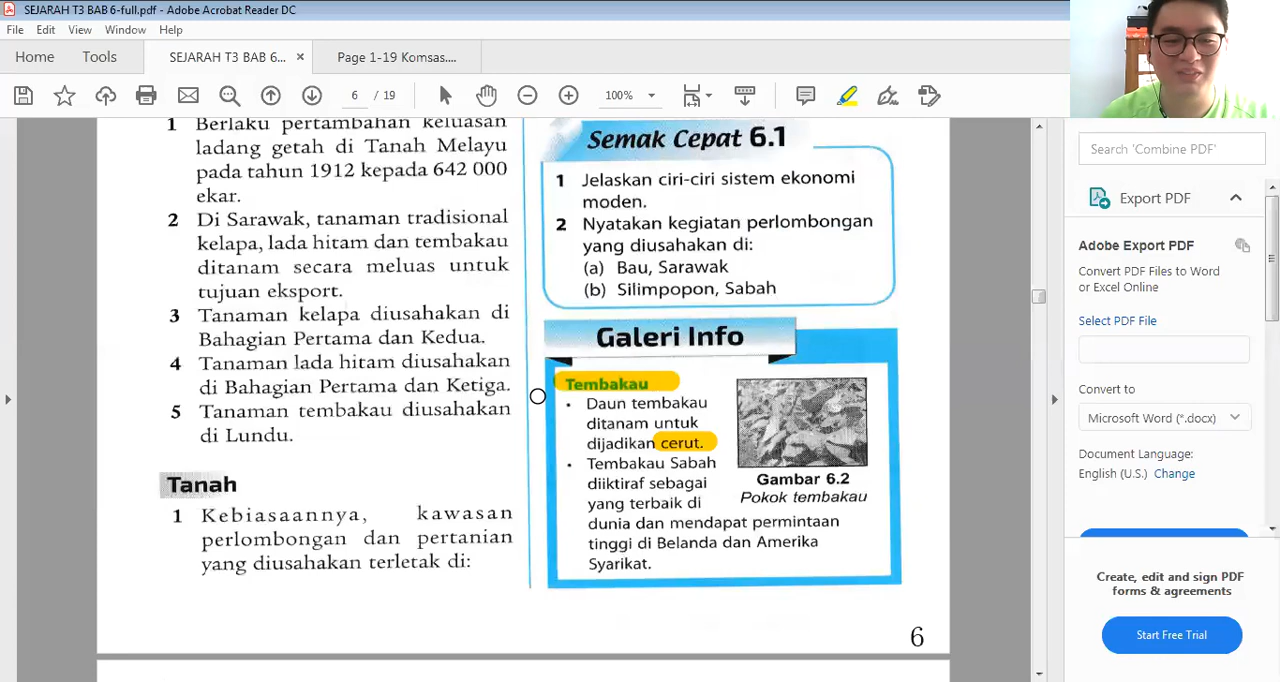 SEJARAH T3 BAB 6-full.pdf - Adobe Acrobat Reader DC
File Edit View Window Help
Home Tools SEJARAH T3 BAB 6... × Page 1-19 Komsas....
6 / 19 100%
1 Berlaku pertambahan keluasan
ladang getah di Tanah Melayu
pada tahun 1912 kepada 642 000
ekar.
2 Di Sarawak, tanaman tradisional
kelapa, lada hitam dan tembakau
ditanam secara meluas untuk
tujuan eksport.
3 Tanaman kelapa diusahakan di
Bahagian Pertama dan Kedua.
4 Tanaman lada hitam diusahakan
di Bahagian Pertama dan Ketiga.
5 Tanaman tembakau diusahakan
di Lundu.
Tanah
1 Kebiasaannya, kawasan
perlombongan dan pertanian
yang diusahakan terletak di:
Semak Cepat 6.1
1 Jelaskan ciri-ciri sistem ekonomi
moden.
2 Nyatakan kegiatan perlombongan
yang diusahakan di:
(a) Bau, Sarawak
(b) Silimpopon, Sabah
Galeri Info
Tembakau
• Daun tembakau
ditanam untuk
dijadikan cerut.
• Tembakau Sabah
diiktiraf sebagai
yang terbaik di
dunia dan mendapat permintaan
tinggi di Belanda dan Amerika
Syarikat.
Gambar 6.2
Pokok tembakau
6
Search 'Combine PDF'
Export PDF
Adobe Export PDF
Convert PDF Files to Word
or Excel Online
Select PDF File
Convert to
Microsoft Word (*.docx)
Document Language:
English (U.S.) Change
Create, edit and sign PDF
forms & agreements
Start Free Trial